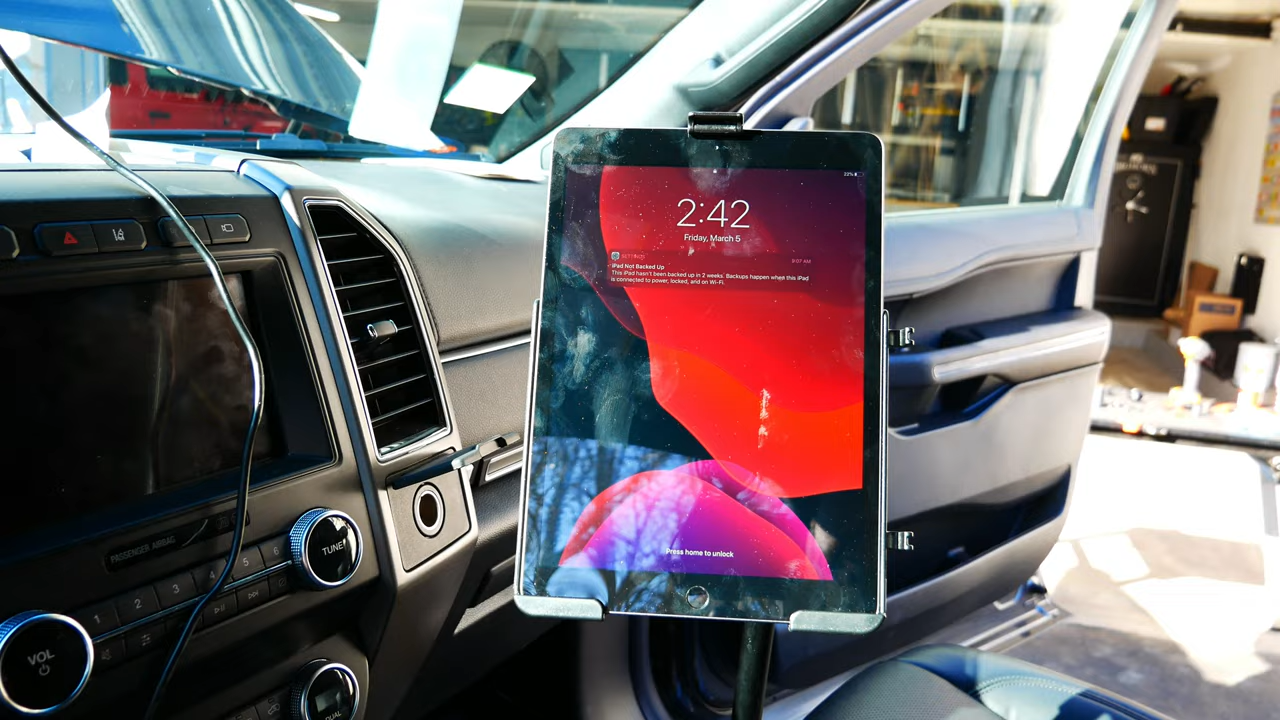 22%
2:42
Friday, March 5
SETTINGS
9:07 AM
iPad Not Backed Up
This iPad hasn't been backed up in 2 weeks. Backups happen when this iPad
is connected to power, locked, and on Wi-Fi.
Press home to unlock
PASSENGER AIRBAG
TUNE
1 2 3 4 5 6
VOL
DUAL